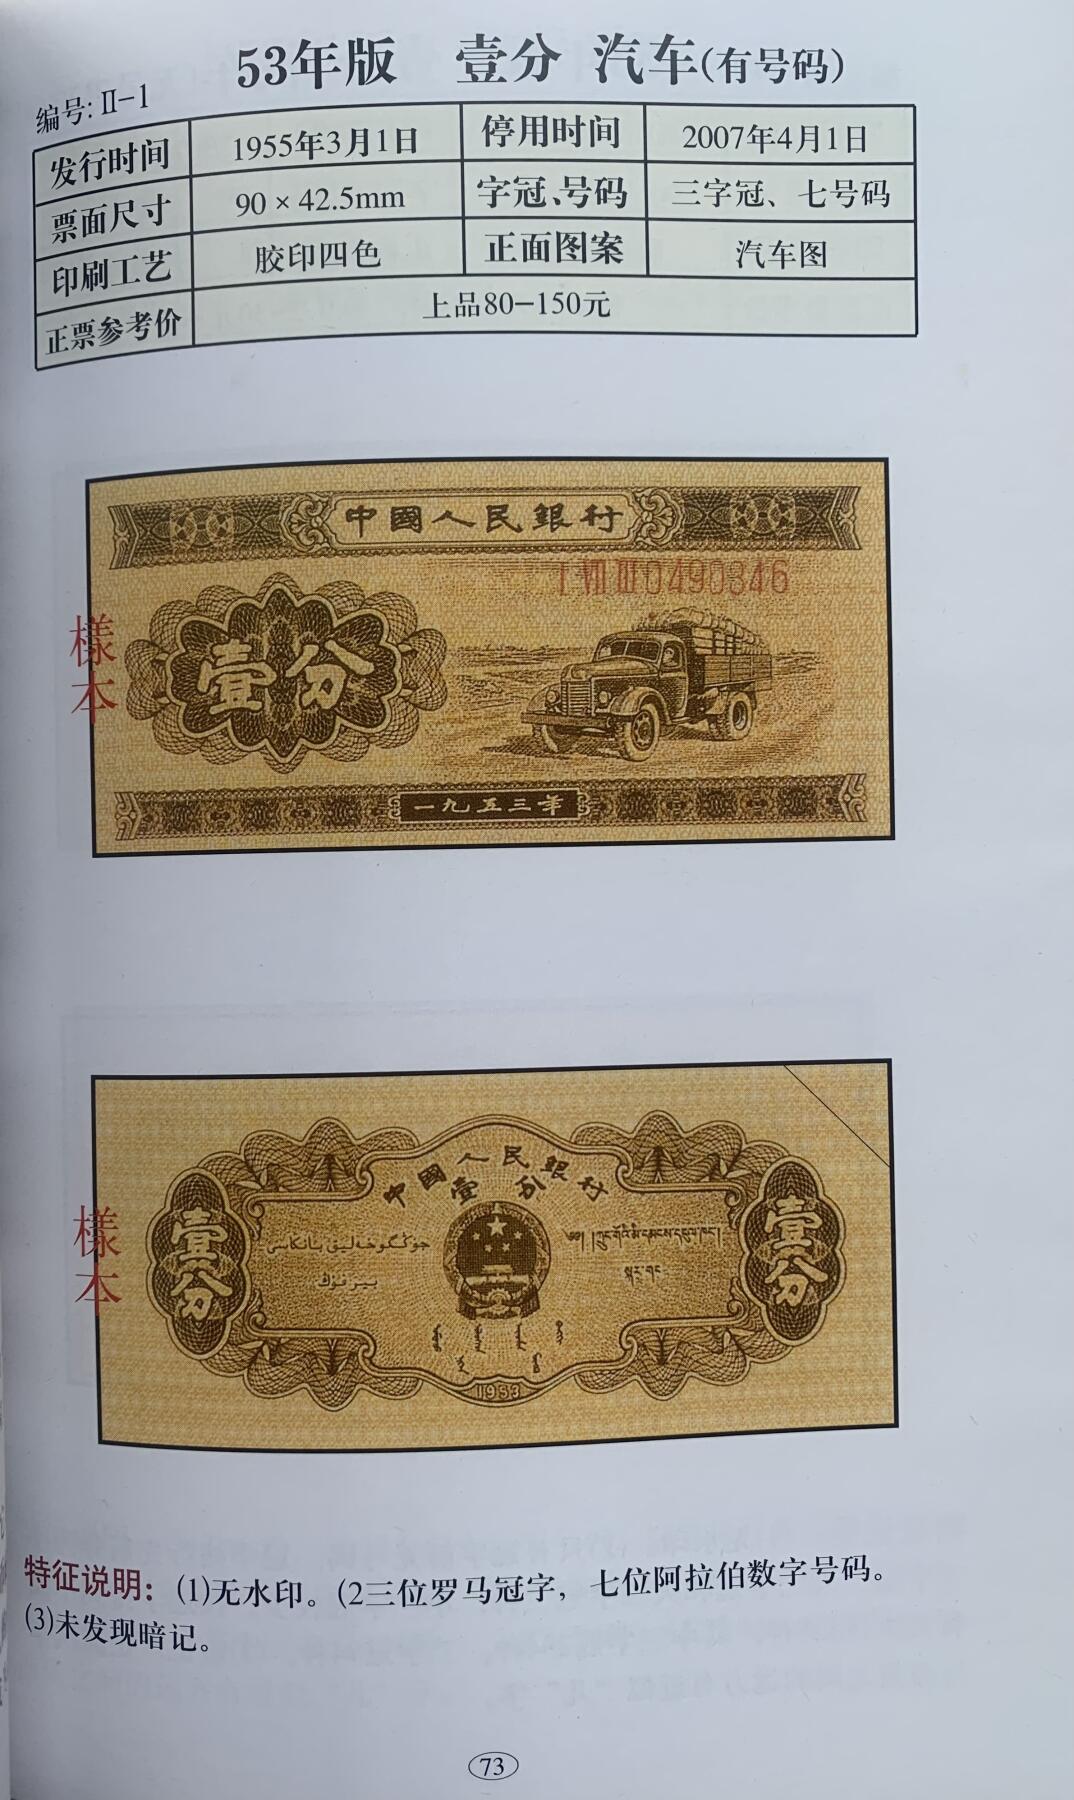 53年版 壹分 汽车(有号码)
编号: Ⅱ-1
发行时间 1955年3月1日 停用时间 2007年4月1日
票面尺寸 90×42.5mm 字冠、号码 三字冠、七号码
印刷工艺 胶印四色 正面图案 汽车图
正票参考价 上品80-150元
中國人民銀行
Ⅰ Ⅶ Ⅲ 0490346
樣本
壹分
一九五三年
中國人民銀行
壹 分
壹分
壹分
樣本
1953
特征说明: (1)无水印。(2三位罗马冠字，七位阿拉伯数字号码。
(3)未发现暗记。
73